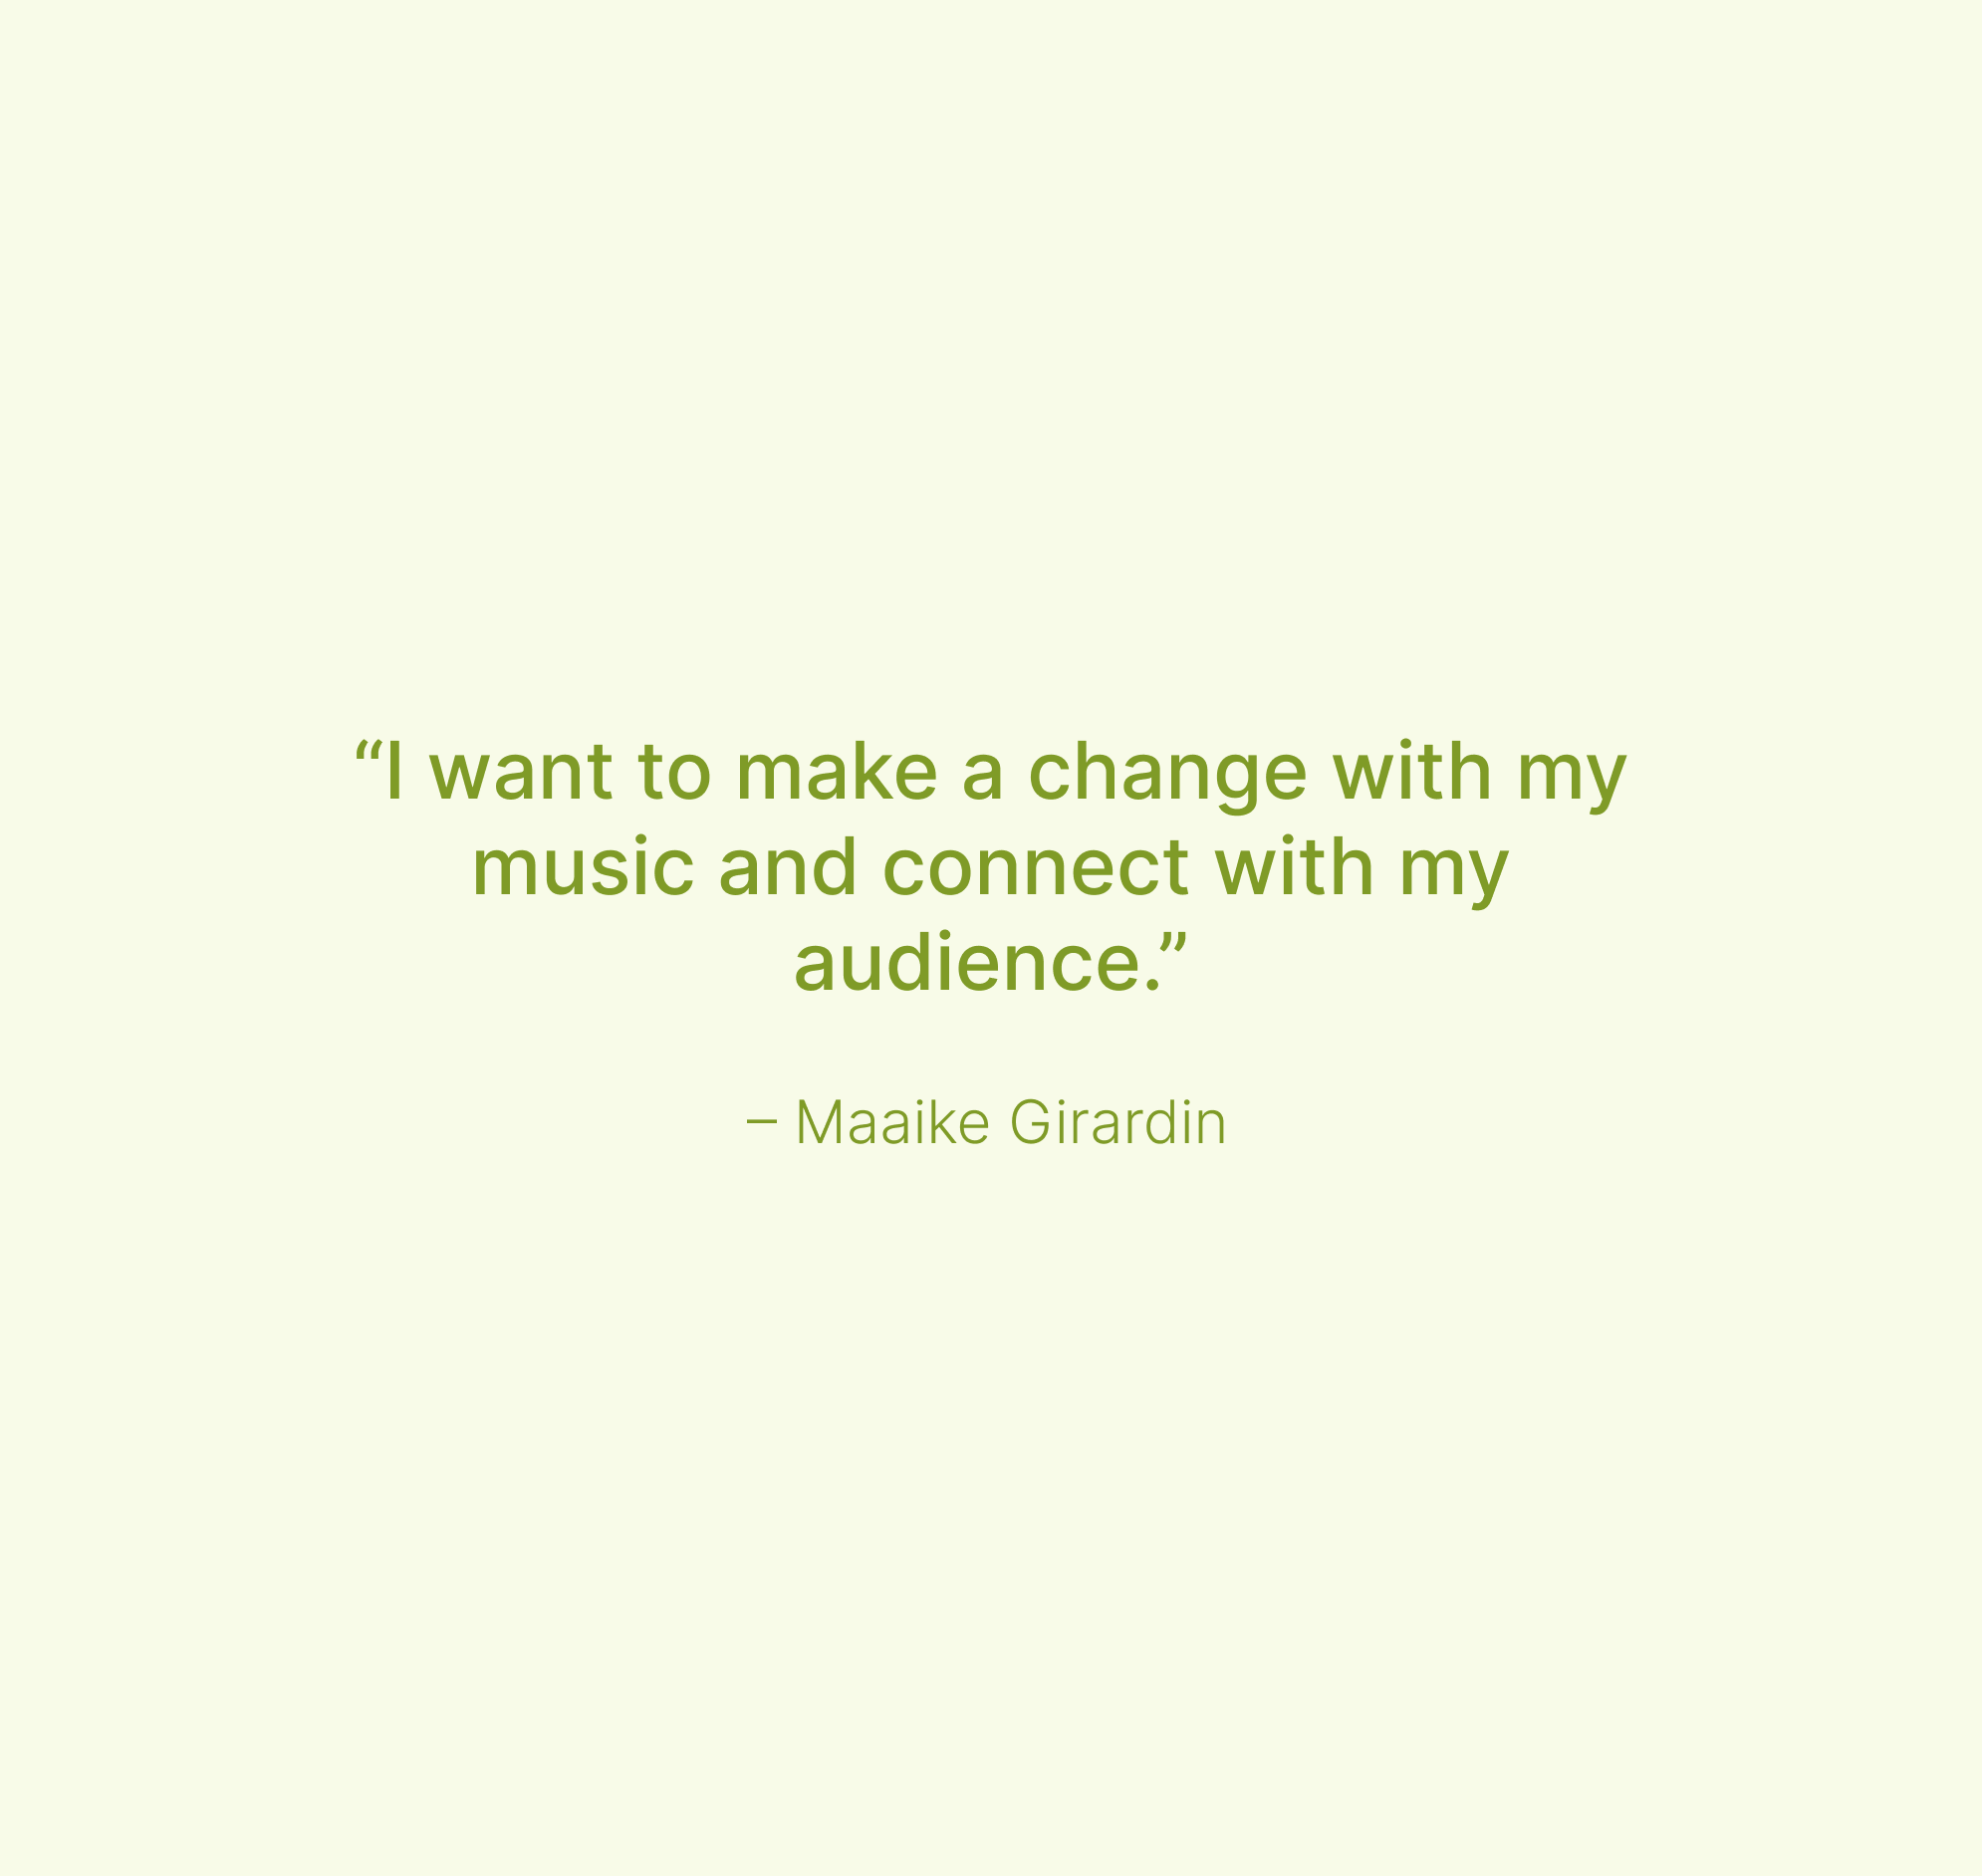 “I want to make a change with my
music and connect with my
audience.”
– Maaike Girardin